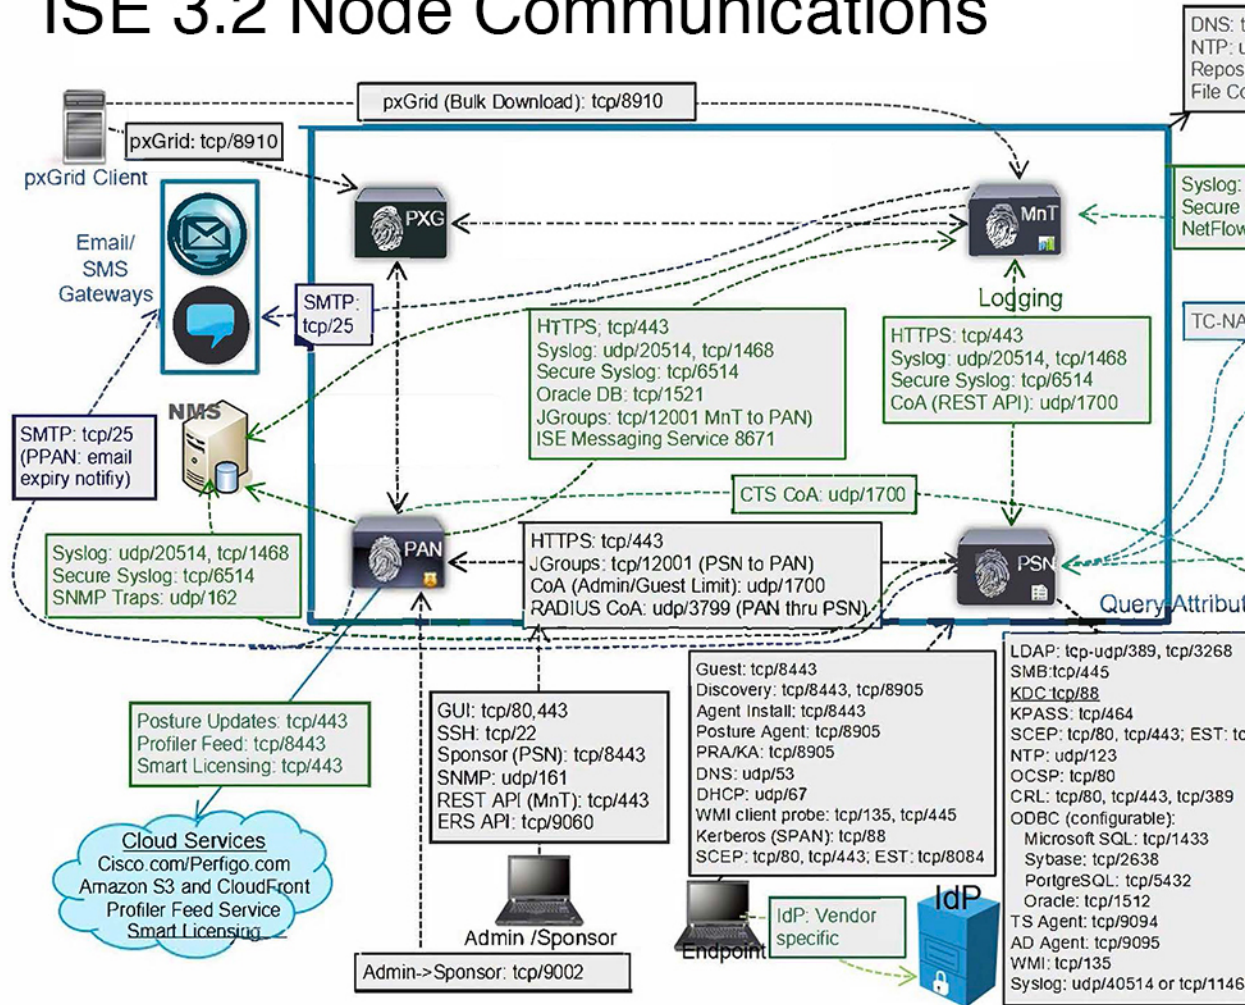 ISE 3.2 Node Communications
DNS:
NTP:
Repos
File Co
pxGrid (Bulk Download): tcp/8910
pxGrid: tcp/8910
pxGrid Client
PXG
MnT
Syslog:
Secure
NetFlow
Email/
SMS
Gateways
SMTP:
tcp/25
Logging
HTTPS; tcp/443
Syslog: udp/20514, tcp/1468
Secure Syslog: tcp/6514
Oracle DB: tcp/1521
JGroups: tcp/12001 MnT to PAN)
ISE Messaging Service 8671
HTTPS: tcp/443
Syslog: udp/20514, tcp/1468
Secure Syslog: tcp/6514
CoA (REST API): udp/1700
TC-NA
NMS
SMTP: tcp/25
(PPAN: email
expiry notifiy)
CTS CoA: udp/1700
PAN
HTTPS: tcp/443
JGroups: tcp/12001 (PSN to PAN)
CoA (Admin/Guest Limit): udp/1700
RADIUS CoA: udp/3799 (PAN thru PSN)
PSN
Syslog: udp/20514, tcp/1468
Secure Syslog: tcp/6514
SNMP Traps: udp/162
Query Attribut
Posture Updates: tcp/443
Profiler Feed: tcp/8443
Smart Licensing: tcp/443
GUI: tcp/80,443
SSH: tcp/22
Sponsor (PSN): tcp/8443
SNMP: udp/161
REST API (MnT): tcp/443
ERS API: tcp/9060
Guest: tcp/8443
Discovery: tcp/8443, tcp/8905
Agent Install: tcp/8443
Posture Agent: tcp/8905
PRA/KA: tcp/8905
DNS: udp/53
DHCP: udp/67
WMI client probe: tcp/135, tcp/445
Kerberos (SPAN): tcp/88
SCEP: tcp/80, tcp/443; EST: tcp/8084
LDAP: tcp-udp/389, tcp/3268
SMB:tcp/445
KDC:tcp/88
KPASS: tcp/464
SCEP: tcp/80, tcp/443; EST: tc
NTP: udp/123
OCSP: tcp/80
CRL: tcp/80, tcp/443, tcp/389
ODBC (configurable):
Microsoft SQL: tcp/1433
Sybase: tcp/2638
PortgreSQL: tcp/5432
Oracle: tcp/1512
TS Agent: tcp/9094
AD Agent: tcp/9095
WMI: tcp/135
Syslog: udp/40514 or tcp/1146
Cloud Services
Cisco.com/Perfigo.com
Amazon S3 and CloudFront
Profiler Feed Service
Smart Licensing
Admin /Sponsor
Admin->Sponsor: tcp/9002
Endpoint
IdP: Vendor
specific
IdP